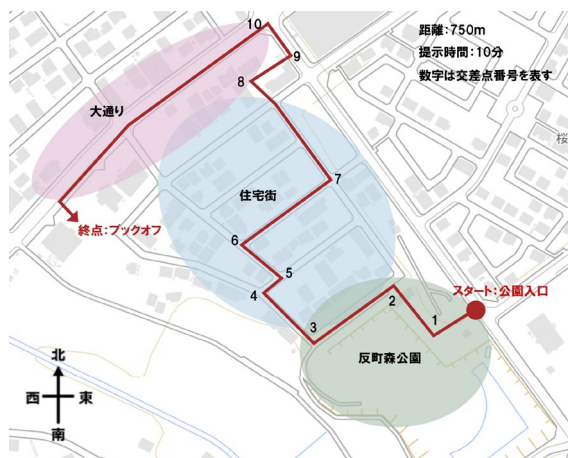 距離:750m
提示時間:10分
数字は交差点番号を表す
10
9
8
大通り
桜
7
住宅街
6
終点:ブックオフ
5
4
スタート:公園入口
2
1
3
反町森公園
北
西 東
南